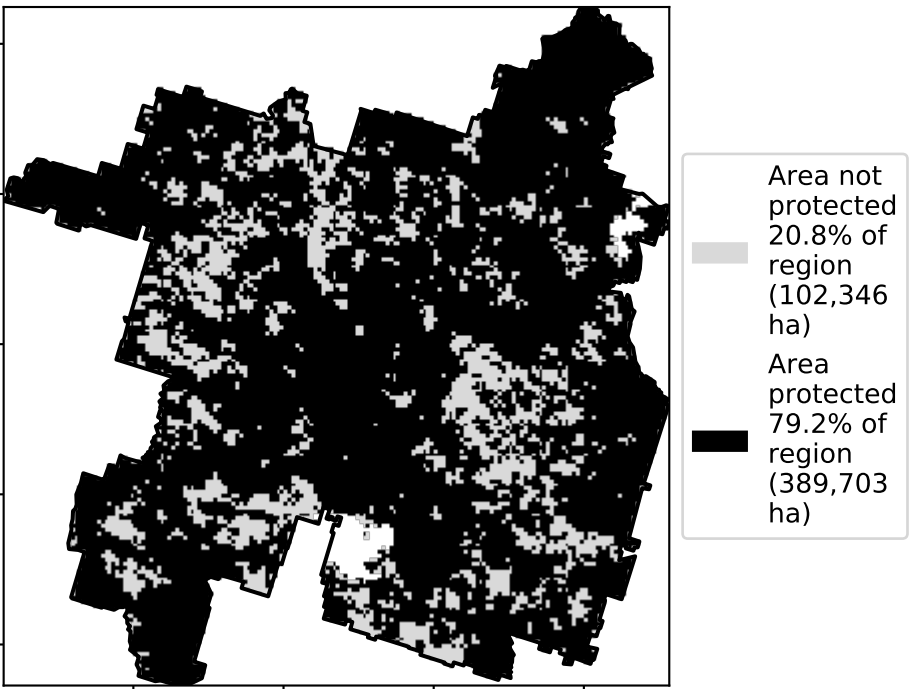 Area not
protected
20.8% of
region
(102,346
ha)
Area
protected
79.2% of
region
(389,703
ha)